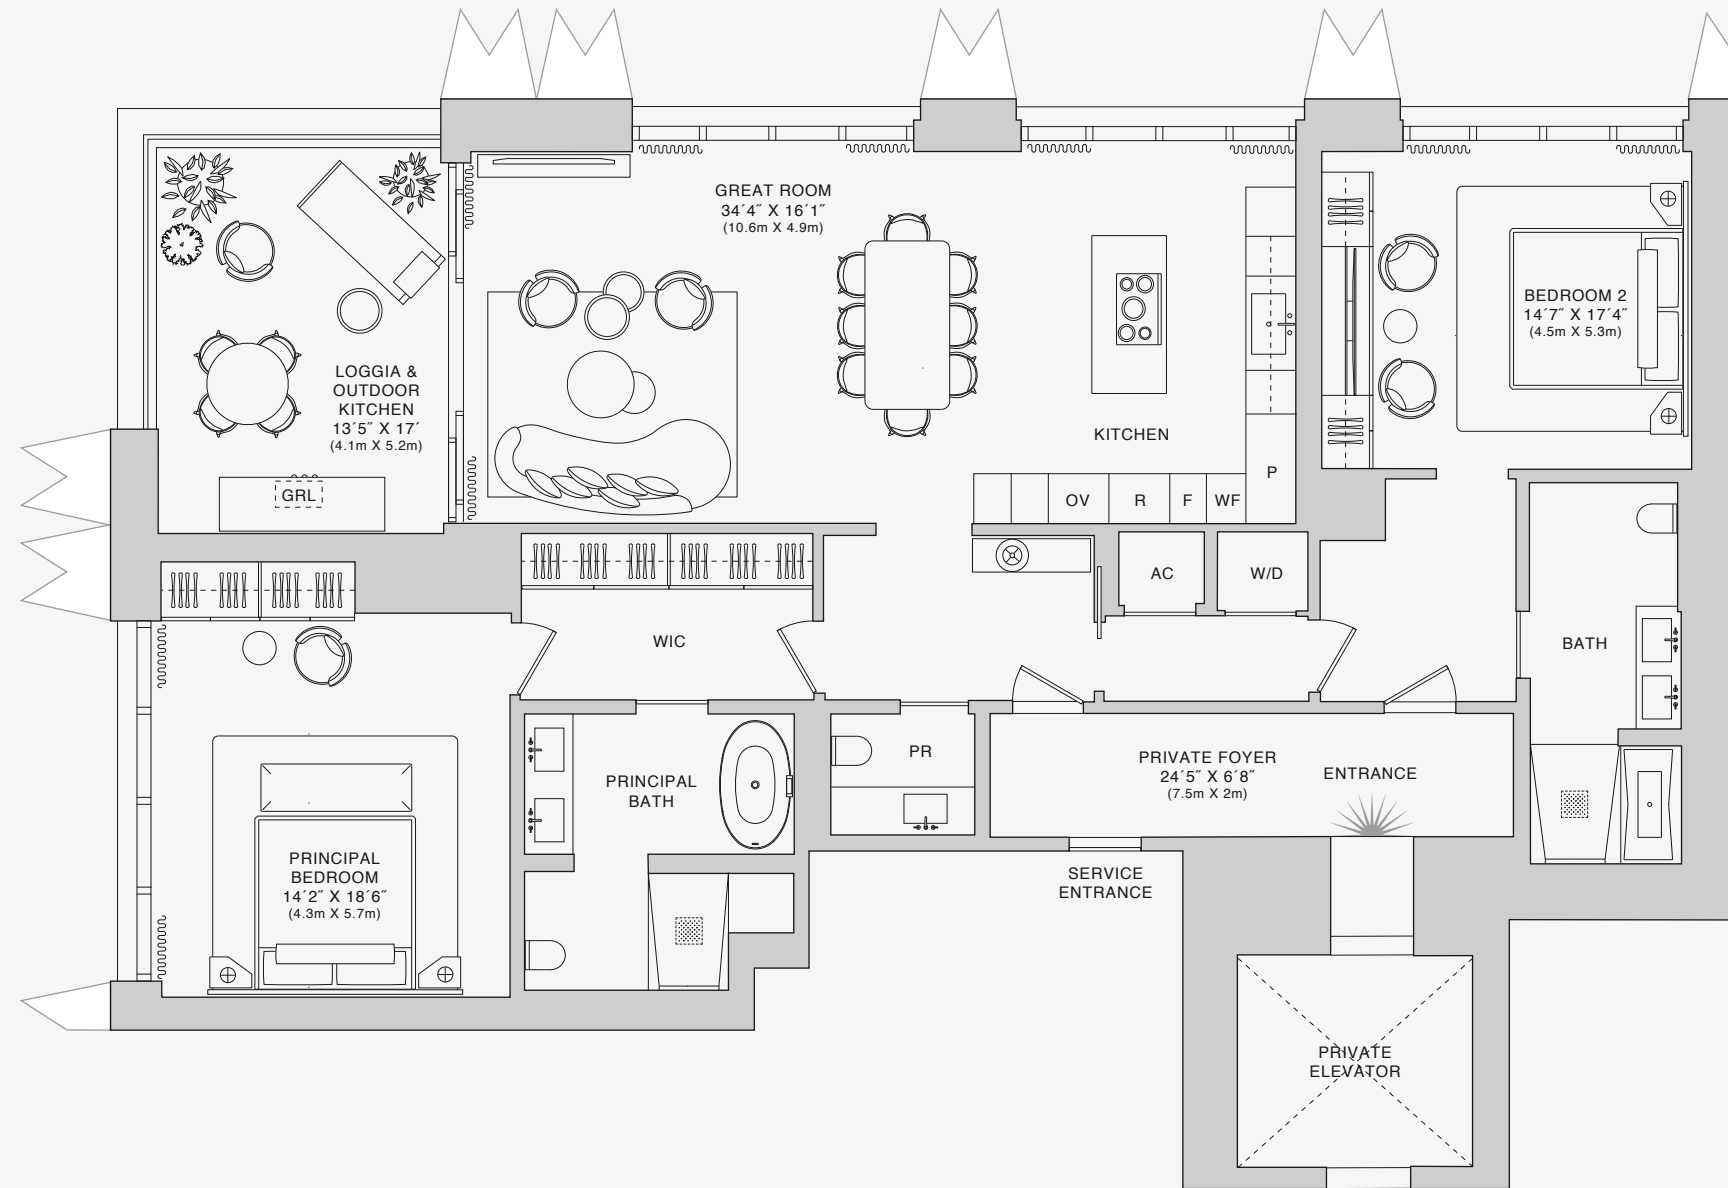 GREAT ROOM
34´4˝ X 16´1˝
(10.6m X 4.9m)
LOGGIA &
OUTDOOR
KITCHEN
13´5˝ X 17´
(4.1m X 5.2m)
GRL
KITCHEN
OV
R
F
WF
P
BEDROOM 2
14´7˝ X 17´4˝
(4.5m X 5.3m)
AC
W/D
WIC
BATH
PRINCIPAL
BATH
PR
PRIVATE FOYER
24´5˝ X 6´8˝
(7.5m X 2m)
ENTRANCE
PRINCIPAL
BEDROOM
14´2˝ X 18´6˝
(4.3m X 5.7m)
SERVICE
ENTRANCE
PRIVATE
ELEVATOR